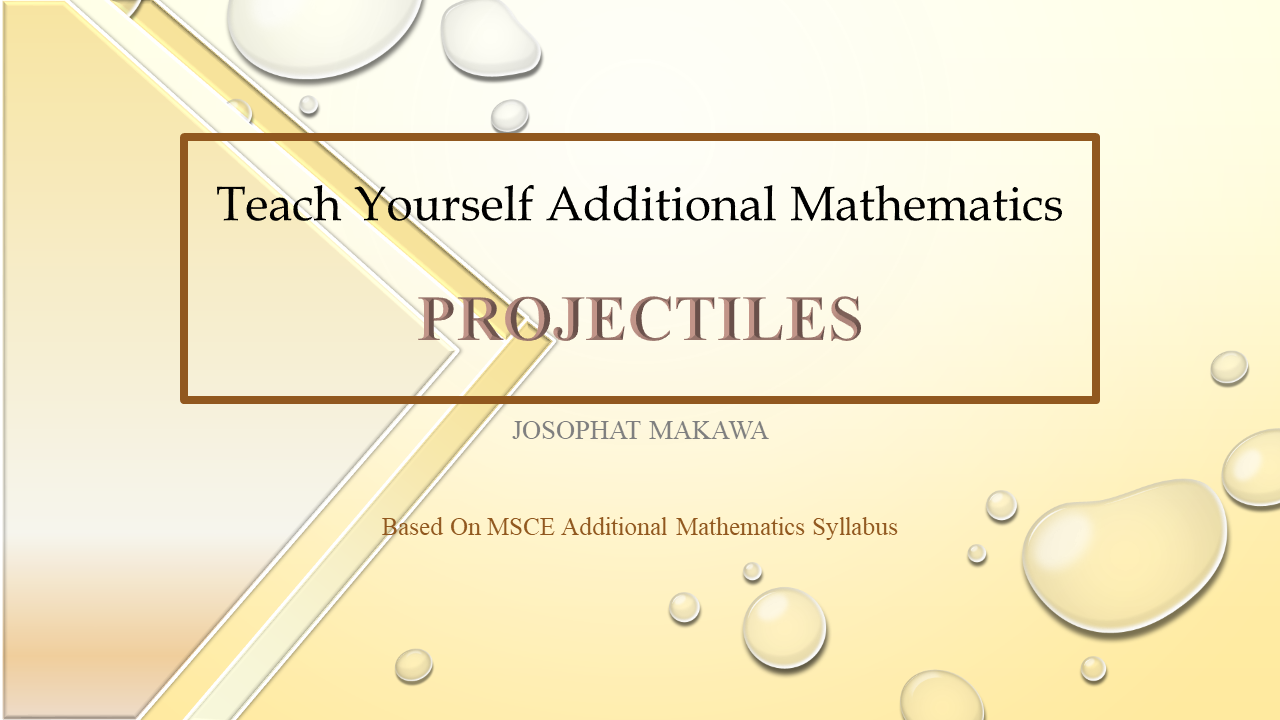 Teach Yourself Additional Mathematics
PROJECTILES
JOSOPHAT MAKAWA
Based On MSCE Additional Mathematics Syllabus